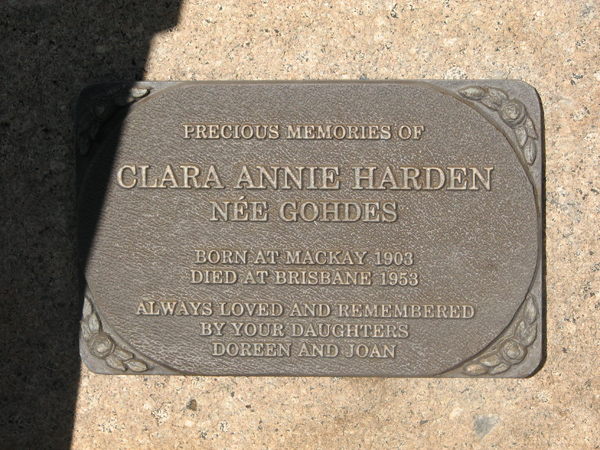 PRECIOUS MEMORIES OF
CLARA ANNIE HARDEN
NÉE GOHDES
BORN AT MACKAY 1903
DIED AT BRISBANE 1953
ALWAYS LOVED AND REMEMBERED
BY YOUR DAUGHTERS
DOREEN AND JOAN